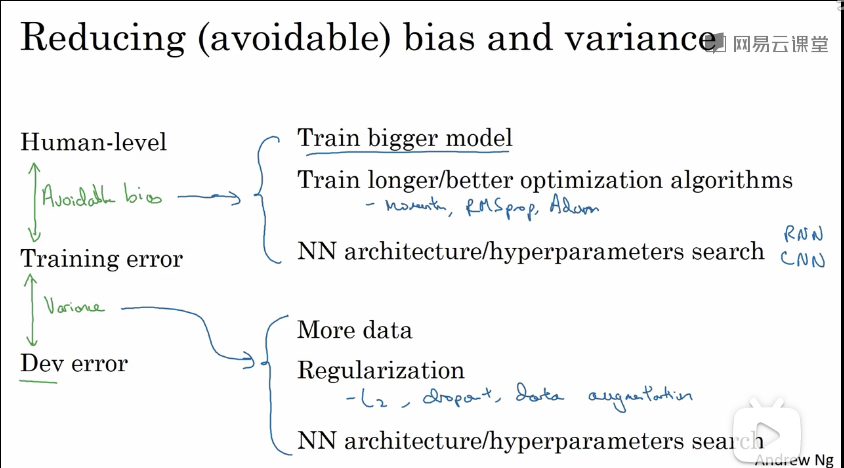 Reducing (avoidable) bias and variance
网易云课堂
Human-level
Avoidable bias
Training error
Variance
Dev error
Train bigger model
Train longer/better optimization algorithms
- Momentum, RMSprop, Adam
NN architecture/hyperparameters search
RNN
CNN
More data
Regularization
- L2, dropout, data augmentation
NN architecture/hyperparameters search
Andrew Ng